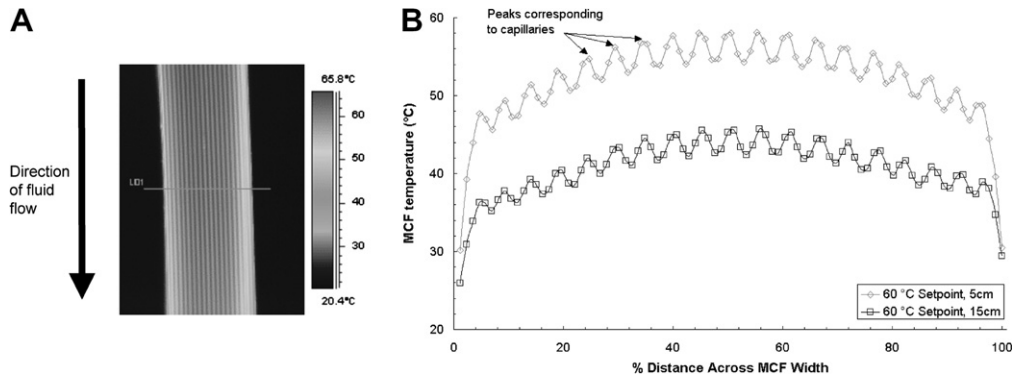 A
Direction
of fluid
flow
LI01
65.8°C
60
50
40
30
20.4°C
B
Peaks corresponding
to capillaries
MCF temperature (°C)
60
50
40
30
20
0
20
40
60
80
100
% Distance Across MCF Width
60 °C Setpoint, 5cm
60 °C Setpoint, 15cm